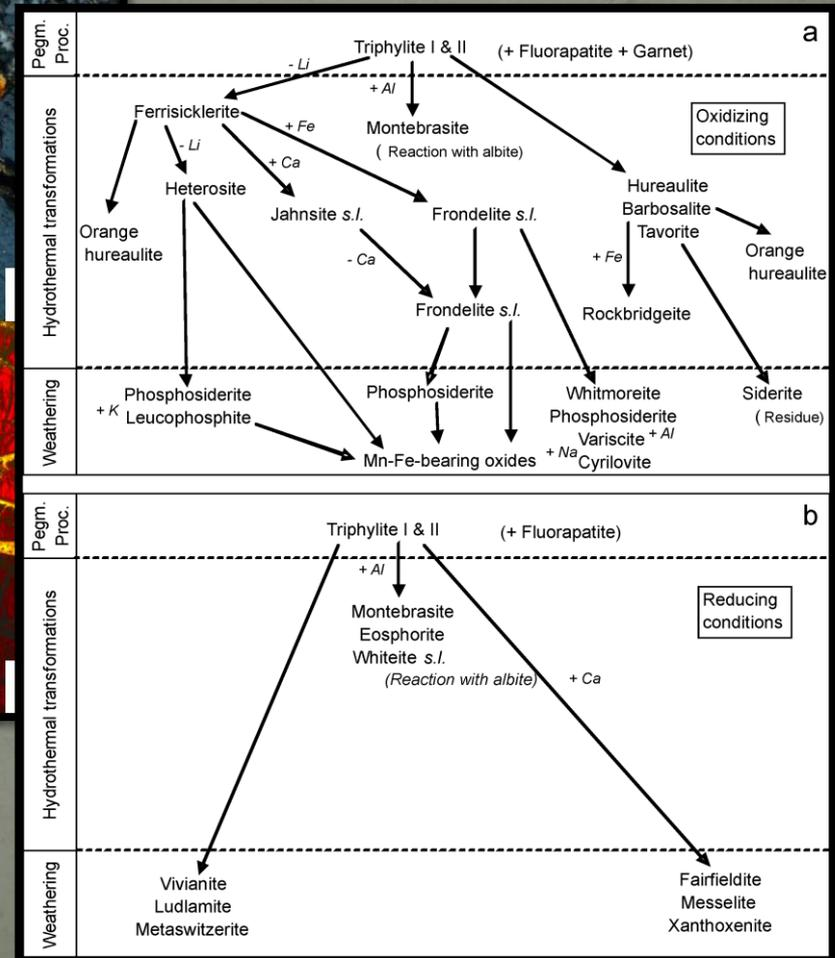 a
Pegm.
Proc.
Triphylite I & II (+ Fluorapatite + Garnet)
- Li
+ Al
Hydrothermal transformations
Ferrisicklerite
+ Fe
Montebrasite
( Reaction with albite)
Oxidizing
conditions
- Li
+ Ca
Heterosite
Jahnsite s.l.
Frondelite s.l.
Hureaulite
Barbosalite
Tavorite
Orange
hureaulite
- Ca
+ Fe
Orange
hureaulite
Frondelite s.l.
Rockbridgeite
Weathering
+ K
Phosphosiderite
Leucophosphite
Phosphosiderite
Whitmoreite
Phosphosiderite
Variscite + Al
+ Na Cyrilovite
Siderite
( Residue)
Mn-Fe-bearing oxides
b
Pegm.
Proc.
Triphylite I & II (+ Fluorapatite)
+ Al
Hydrothermal transformations
Montebrasite
Eosphorite
Whiteite s.l.
(Reaction with albite)
+ Ca
Reducing
conditions
Weathering
Vivianite
Ludlamite
Metaswitzerite
Fairfieldite
Messelite
Xanthoxenite